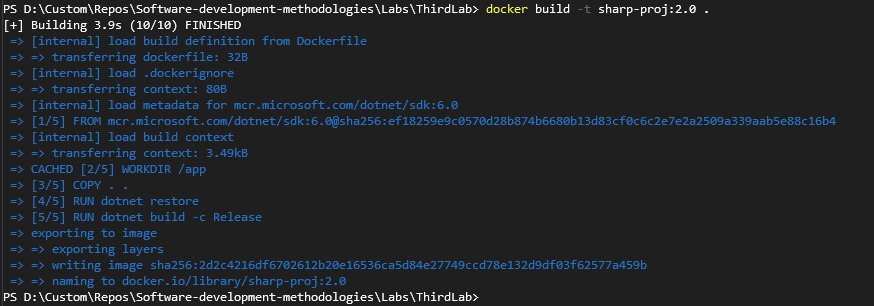 PS D:\Custom\Repos\Software-development-methodologies\Labs\ThirdLab> docker build -t sharp-proj:2.0 .
[+] Building 3.9s (10/10) FINISHED
=> [internal] load build definition from Dockerfile
=> => transferring dockerfile: 32B
=> [internal] load .dockerignore
=> => transferring context: 80B
=> [internal] load metadata for mcr.microsoft.com/dotnet/sdk:6.0
=> [1/5] FROM mcr.microsoft.com/dotnet/sdk:6.0@sha256:ef18259e9c0570d28b874b6680b13d83cf0c6c2e7e2a2509a339aab5e88c16b4
=> [internal] load build context
=> => transferring context: 3.49kB
=> CACHED [2/5] WORKDIR /app
=> [3/5] COPY . .
=> [4/5] RUN dotnet restore
=> [5/5] RUN dotnet build -c Release
=> exporting to image
=> => exporting layers
=> => writing image sha256:2d2c4216df6702612b20e16536ca5d84e27749ccd78e132d9df03f62577a459b
=> => naming to docker.io/library/sharp-proj:2.0
PS D:\Custom\Repos\Software-development-methodologies\Labs\ThirdLab>